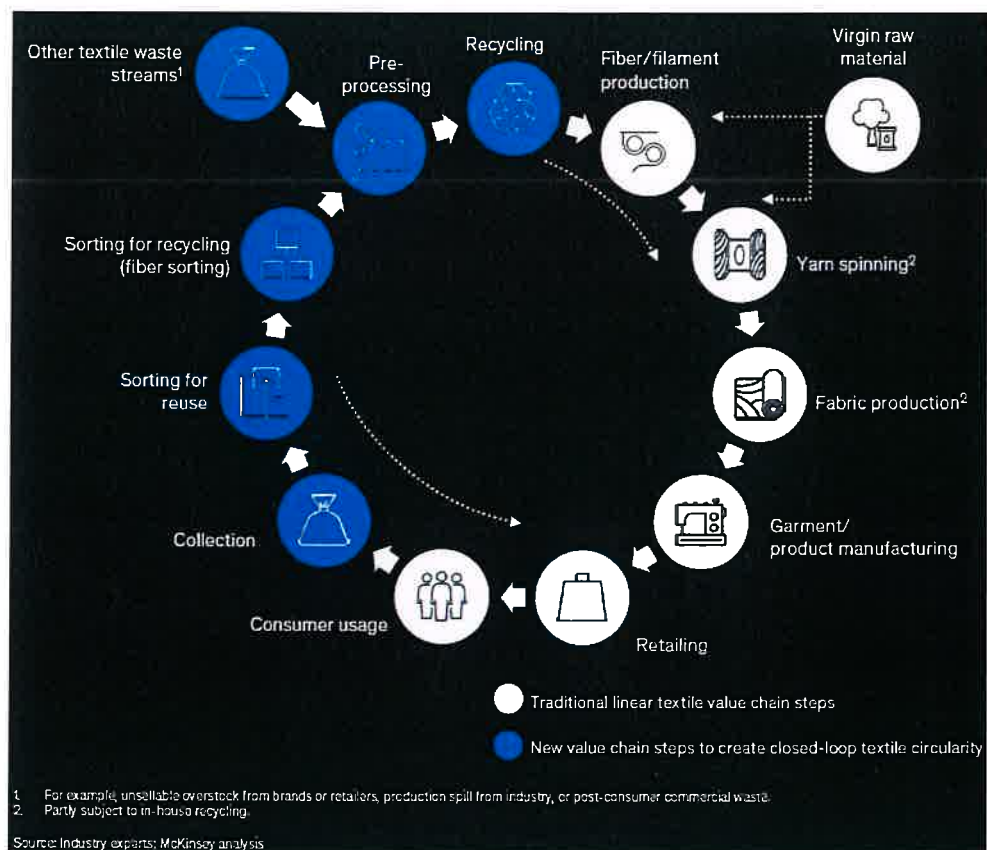 Other textile waste
streams1
Pre-
processing
Recycling
Fiber/filament
production
Virgin raw
material
Sorting for recycling
(fiber sorting)
Yarn spinning2
Sorting for
reuse
Fabric production2
Collection
Garment/
product manufacturing
Consumer usage
Retailing
Traditional linear textile value chain steps
New value chain steps to create closed-loop textile circularity
1. For example, unsellable overstock from brands or retailers, production spill from industry, or post-consumer commercial waste.
2. Partly subject to in-house recycling.
Source: Industry experts; McKinsey analysis